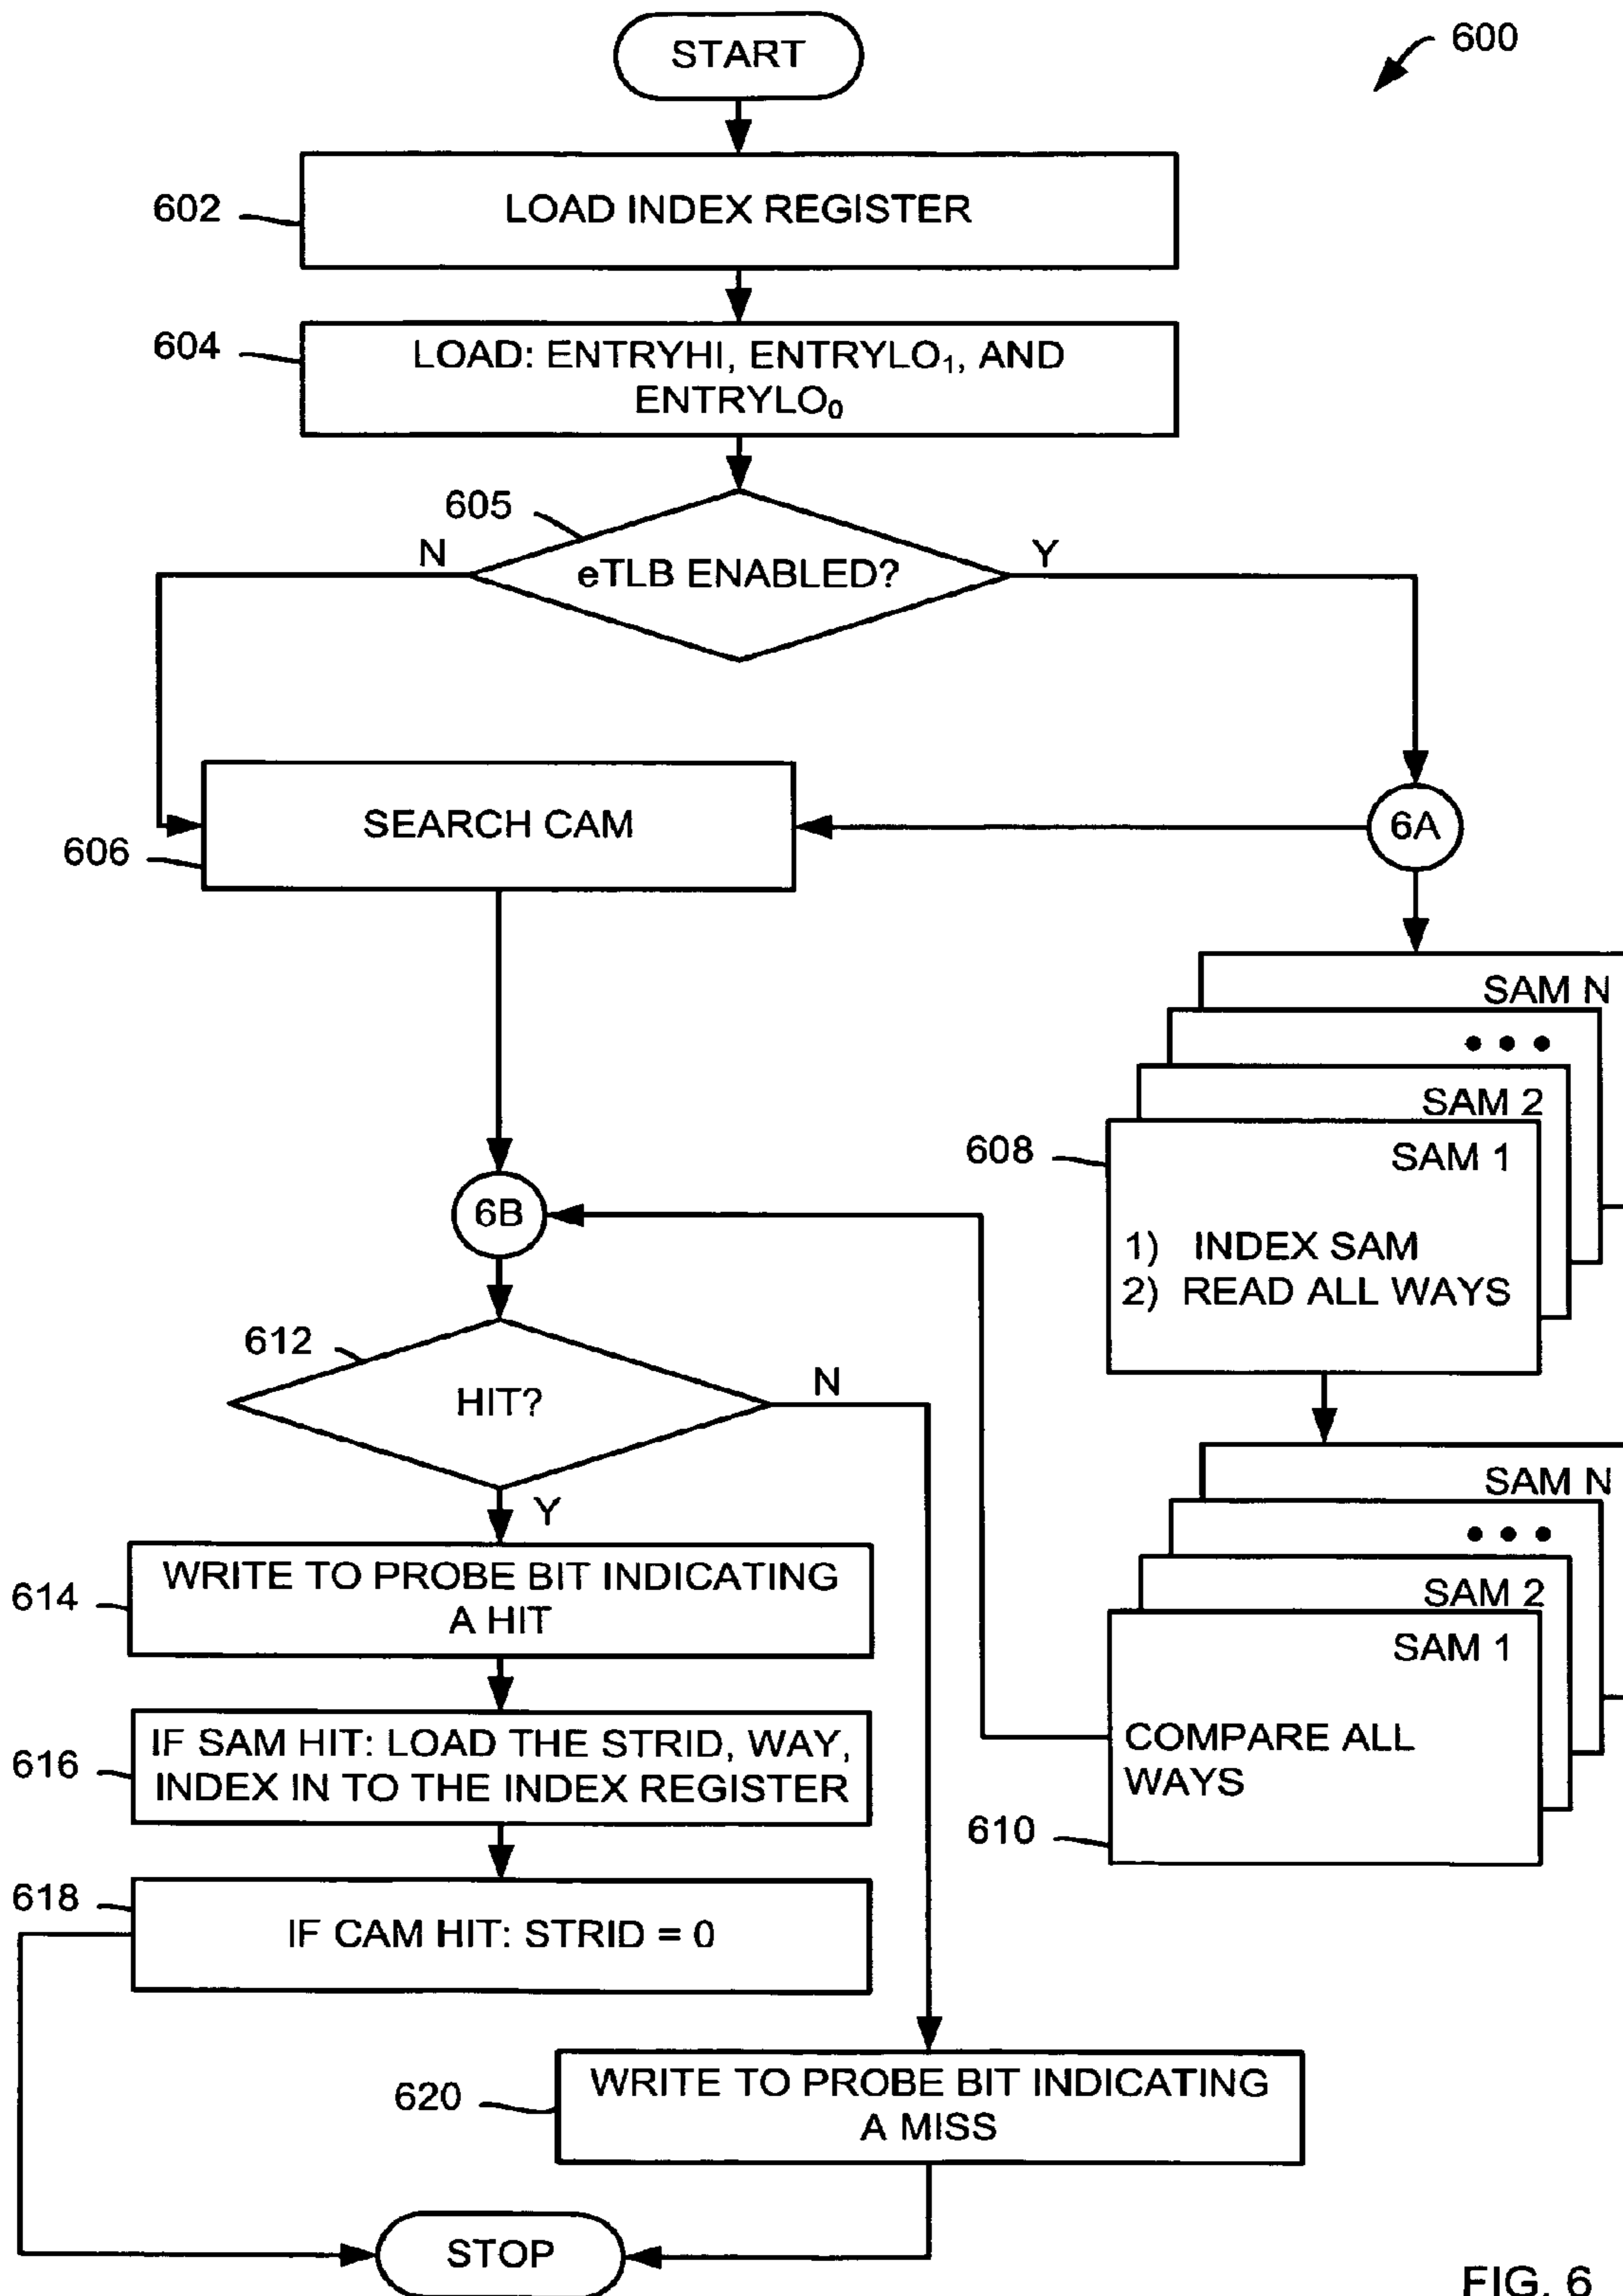 START
600
602
LOAD INDEX REGISTER
604
LOAD: ENTRYHI, ENTRYLO₁, AND
ENTRYLO₀
605
N
eTLB ENABLED?
Y
SEARCH CAM
606
6A
SAM N
• • •
SAM 2
SAM 1
608
1) INDEX SAM
2) READ ALL WAYS
6B
612
HIT?
N
Y
SAM N
• • •
SAM 2
SAM 1
COMPARE ALL
WAYS
610
614
WRITE TO PROBE BIT INDICATING
A HIT
616
IF SAM HIT: LOAD THE STRID, WAY,
INDEX IN TO THE INDEX REGISTER
618
IF CAM HIT: STRID = 0
620
WRITE TO PROBE BIT INDICATING
A MISS
STOP
FIG. 6